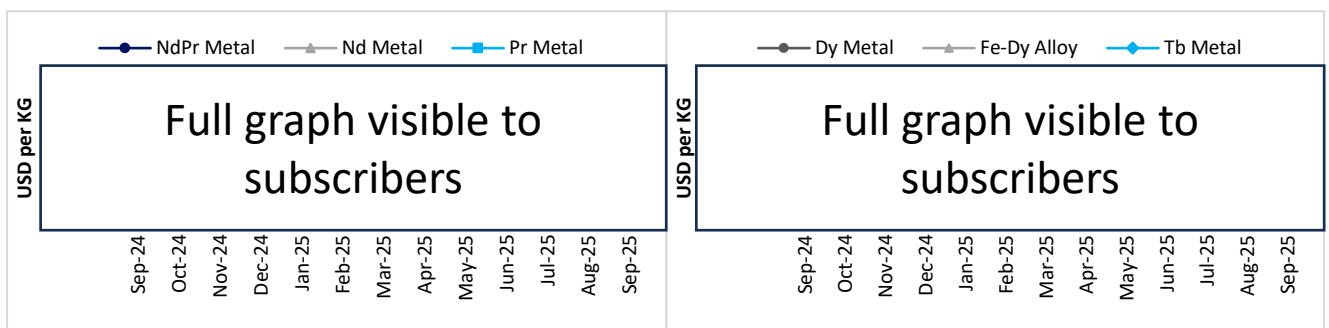 NdPr Metal Nd Metal Pr Metal
USD per KG
Full graph visible to
subscribers
Sep-24 Oct-24 Nov-24 Dec-24 Jan-25 Feb-25 Mar-25 Apr-25 May-25 Jun-25 Jul-25 Aug-25 Sep-25
Dy Metal Fe-Dy Alloy Tb Metal
USD per KG
Full graph visible to
subscribers
Sep-24 Oct-24 Nov-24 Dec-24 Jan-25 Feb-25 Mar-25 Apr-25 May-25 Jun-25 Jul-25 Aug-25 Sep-25